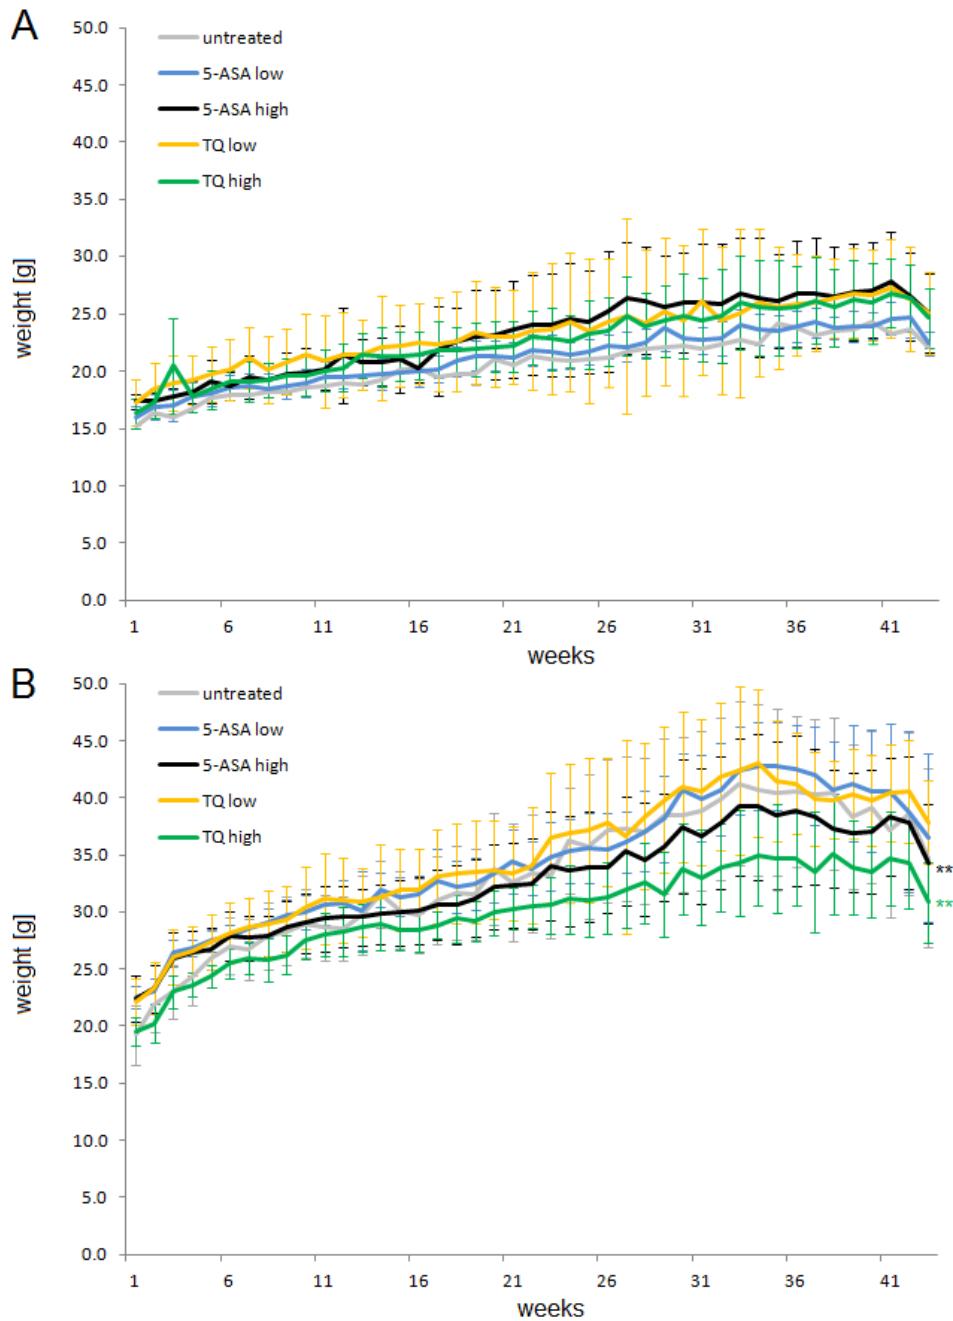 A
50.0
45.0
40.0
35.0
30.0
25.0
20.0
15.0
10.0
5.0
0.0
weight [g]
untreated
5-ASA low
5-ASA high
TQ low
TQ high
1 6 11 16 21 26 31 36 41
weeks
B
50.0
45.0
40.0
35.0
30.0
25.0
20.0
15.0
10.0
5.0
0.0
weight [g]
untreated
5-ASA low
5-ASA high
TQ low
TQ high
**
**
1 6 11 16 21 26 31 36 41
weeks